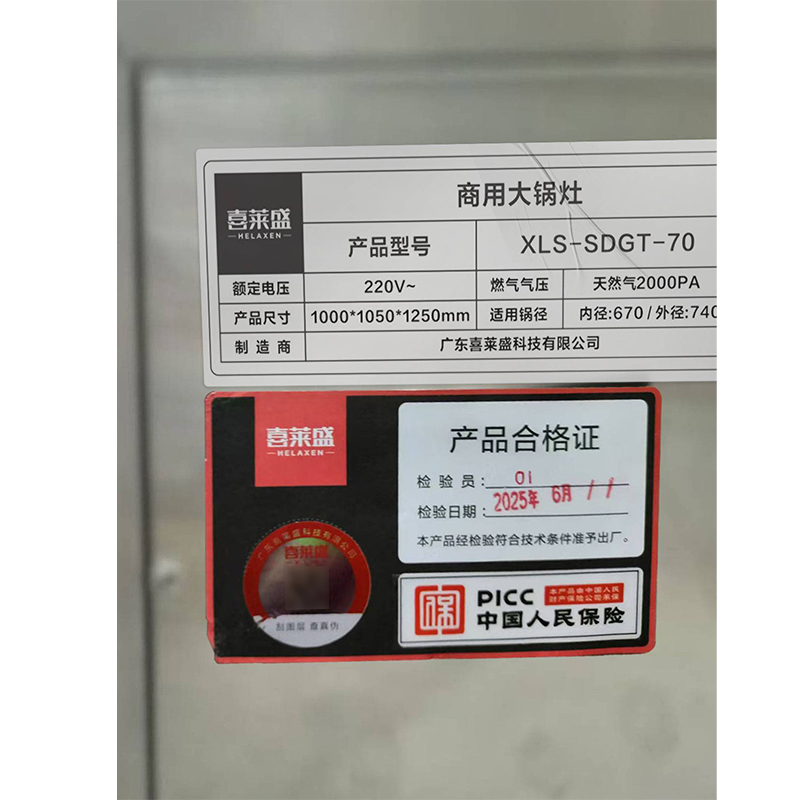 喜莱盛
HELAXEN
商用大锅灶
产品型号 XLS-SDGT-70
额定电压 220V~ 燃气气压 天然气2000PA
产品尺寸 1000*1050*1250mm 适用锅径 内径:670/外径:740
制造商 广东喜莱盛科技有限公司
喜莱盛
HELAXEN
产品合格证
检验员: 01
检验日期: 2025年 6月 11
本产品经检验符合技术条件准予出厂。
广东喜莱盛科技有限公司
喜莱盛
刮图层 查真伪
PICC 本产品由中国人民
财产保险公司承保
中国人民保险